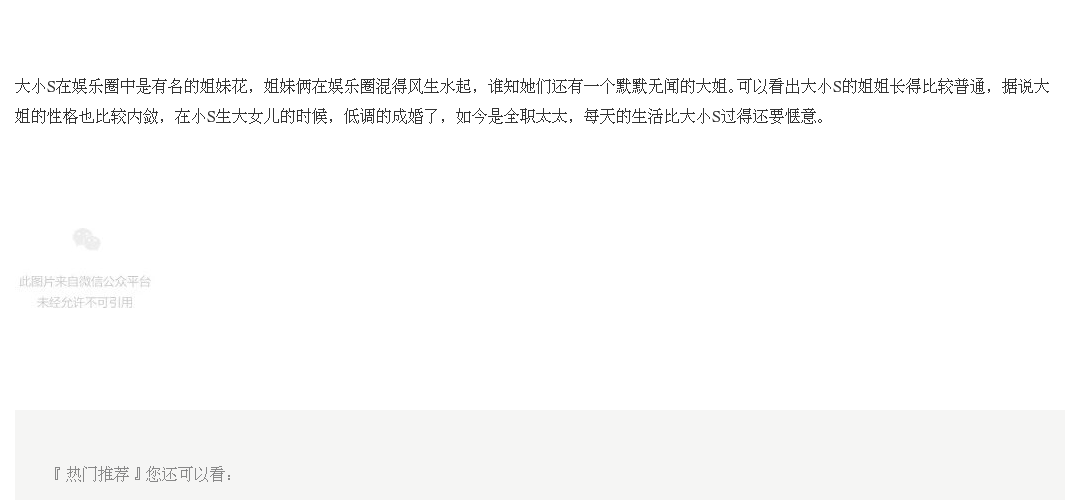 大小S在娱乐圈中是有名的姐妹花，姐妹俩在娱乐圈混得风生水起，谁知她们还有一个默默无闻的大姐。可以看出大小S的姐姐长得比较普通，据说大
姐的性格也比较内敛，在小S生大女儿的时候，低调的成婚了，如今是全职太太，每天的生活比大小S过得还要惬意。
此图片来自微信公众平台
未经允许不可引用
『热门推荐』您还可以看：